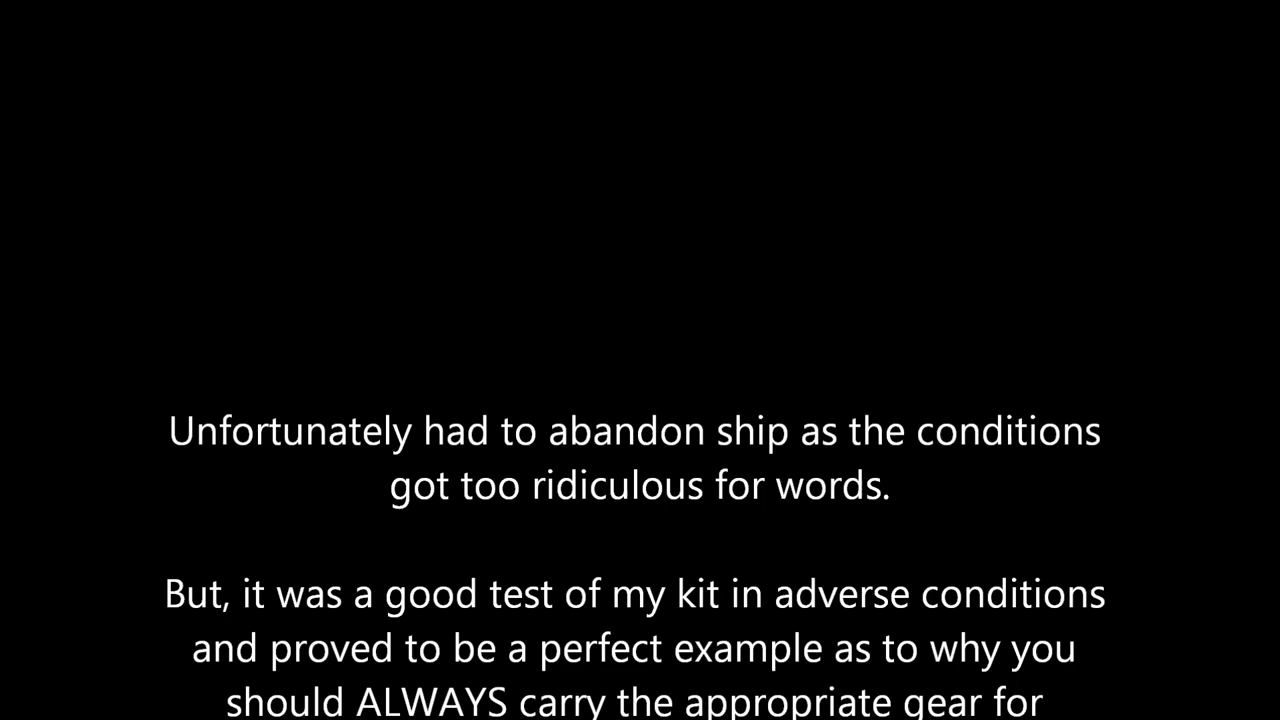 Unfortunately had to abandon ship as the conditions
got too ridiculous for words.
But, it was a good test of my kit in adverse conditions
and proved to be a perfect example as to why you
should ALWAYS carry the appropriate gear for